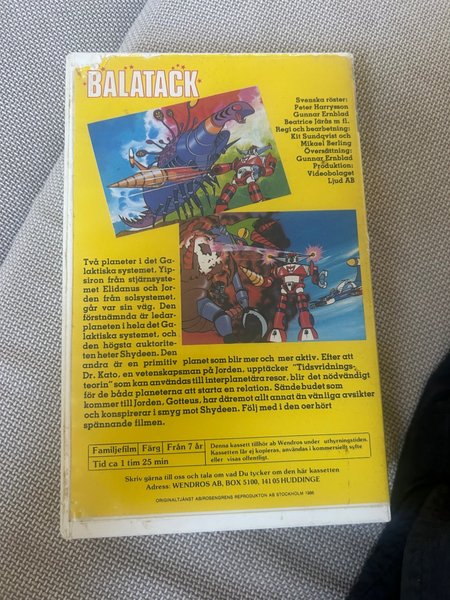 BALATACK
Svenska röster:
Peter Harrysson
Gunnar Ernblad
Beatrice Järås m fl.
Regi och bearbetning:
Kit Sundqvist och
Mikael Berling
Översättning:
Gunnar Ernblad
Produktion:
Videobolaget
Ljud AB
Två planeter i det Ga-
laktiska systemet. Yip-
siron från stjärnsyste-
met Elidanus och Jor-
den från solsystemet,
går var sin väg. Den
förstnämnda är ledar-
planeten i hela det Ga-
laktiska systemet, och
den högsta auktorite-
ten heter Shydeen. Den
andra är en primitiv planet som blir mer och mer aktiv. Efter att
Dr. Kato, en vetenskapsman på Jorden, upptäcker "Tidsvridnings-
teorin" som kan användas till interplanetära resor, blir det nödvändigt
för de båda planeterna att starta en relation. Sändebudet som
kommer till Jorden, Gotteus, har däremot allt annat än vänliga avsikter
och konspirerar i smyg mot Shydeen. Följ med i den oerhört
spännande filmen.
Familjefilm Färg Från 7 år
Tid ca 1 tim 25 min
Denna kassett tillhör ab Wendros under uthyrningstiden.
Kassetten får ej kopieras, användas i kommersiellt syfte
eller visas offentligt.
Skriv gärna till oss och tala om vad Du tycker om den här kassetten
Adress: WENDROS AB, BOX 5100, 141 05 HUDDINGE
ORIGINALTJÄNST AB/ROSENGRENS REPRODUKTION AB STOCKHOLM 1986